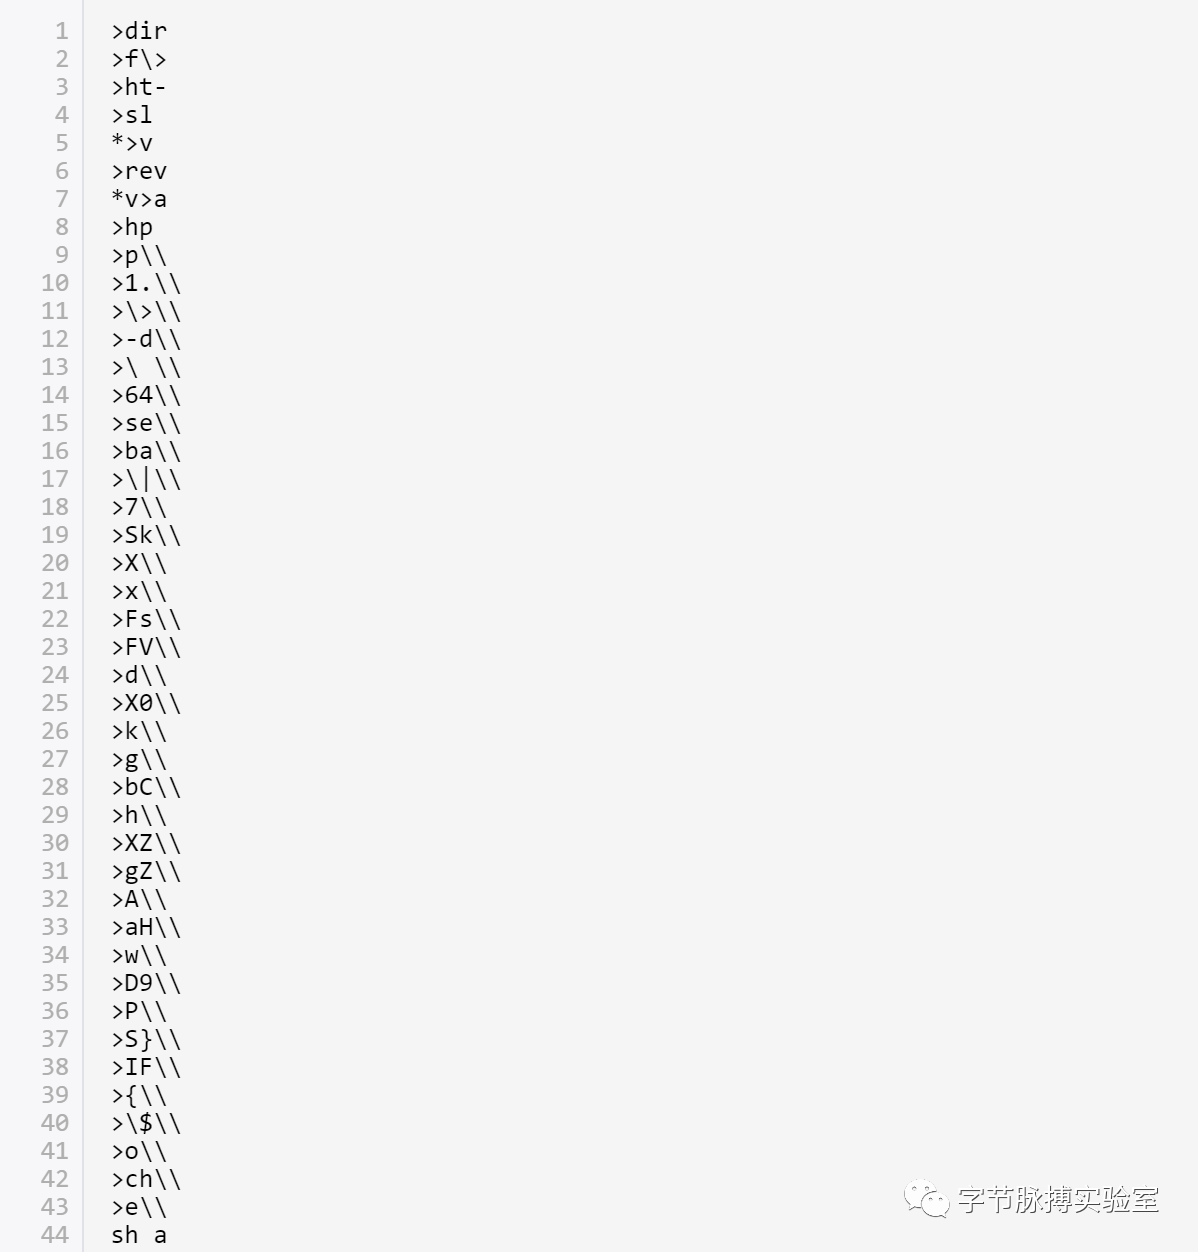 1 >dir
2 >f\>
3 >ht-
4 >sl
5 *>v
6 >rev
7 *v>a
8 >hp
9 >p\\
10 >1.\\
11 >\>\\
12 >-d\\
13 >\ \\
14 >64\\
15 >se\\
16 >ba\\
17 >\|\\
18 >7\\
19 >Sk\\
20 >X\\
21 >x\\
22 >Fs\\
23 >FV\\
24 >d\\
25 >X0\\
26 >k\\
27 >g\\
28 >bC\\
29 >h\\
30 >XZ\\
31 >gZ\\
32 >A\\
33 >aH\\
34 >w\\
35 >D9\\
36 >P\\
37 >S}\\
38 >IF\\
39 >{\\
40 >\$\\
41 >o\\
42 >ch\\
43 >e\\
44 sh a
字节脉搏实验室